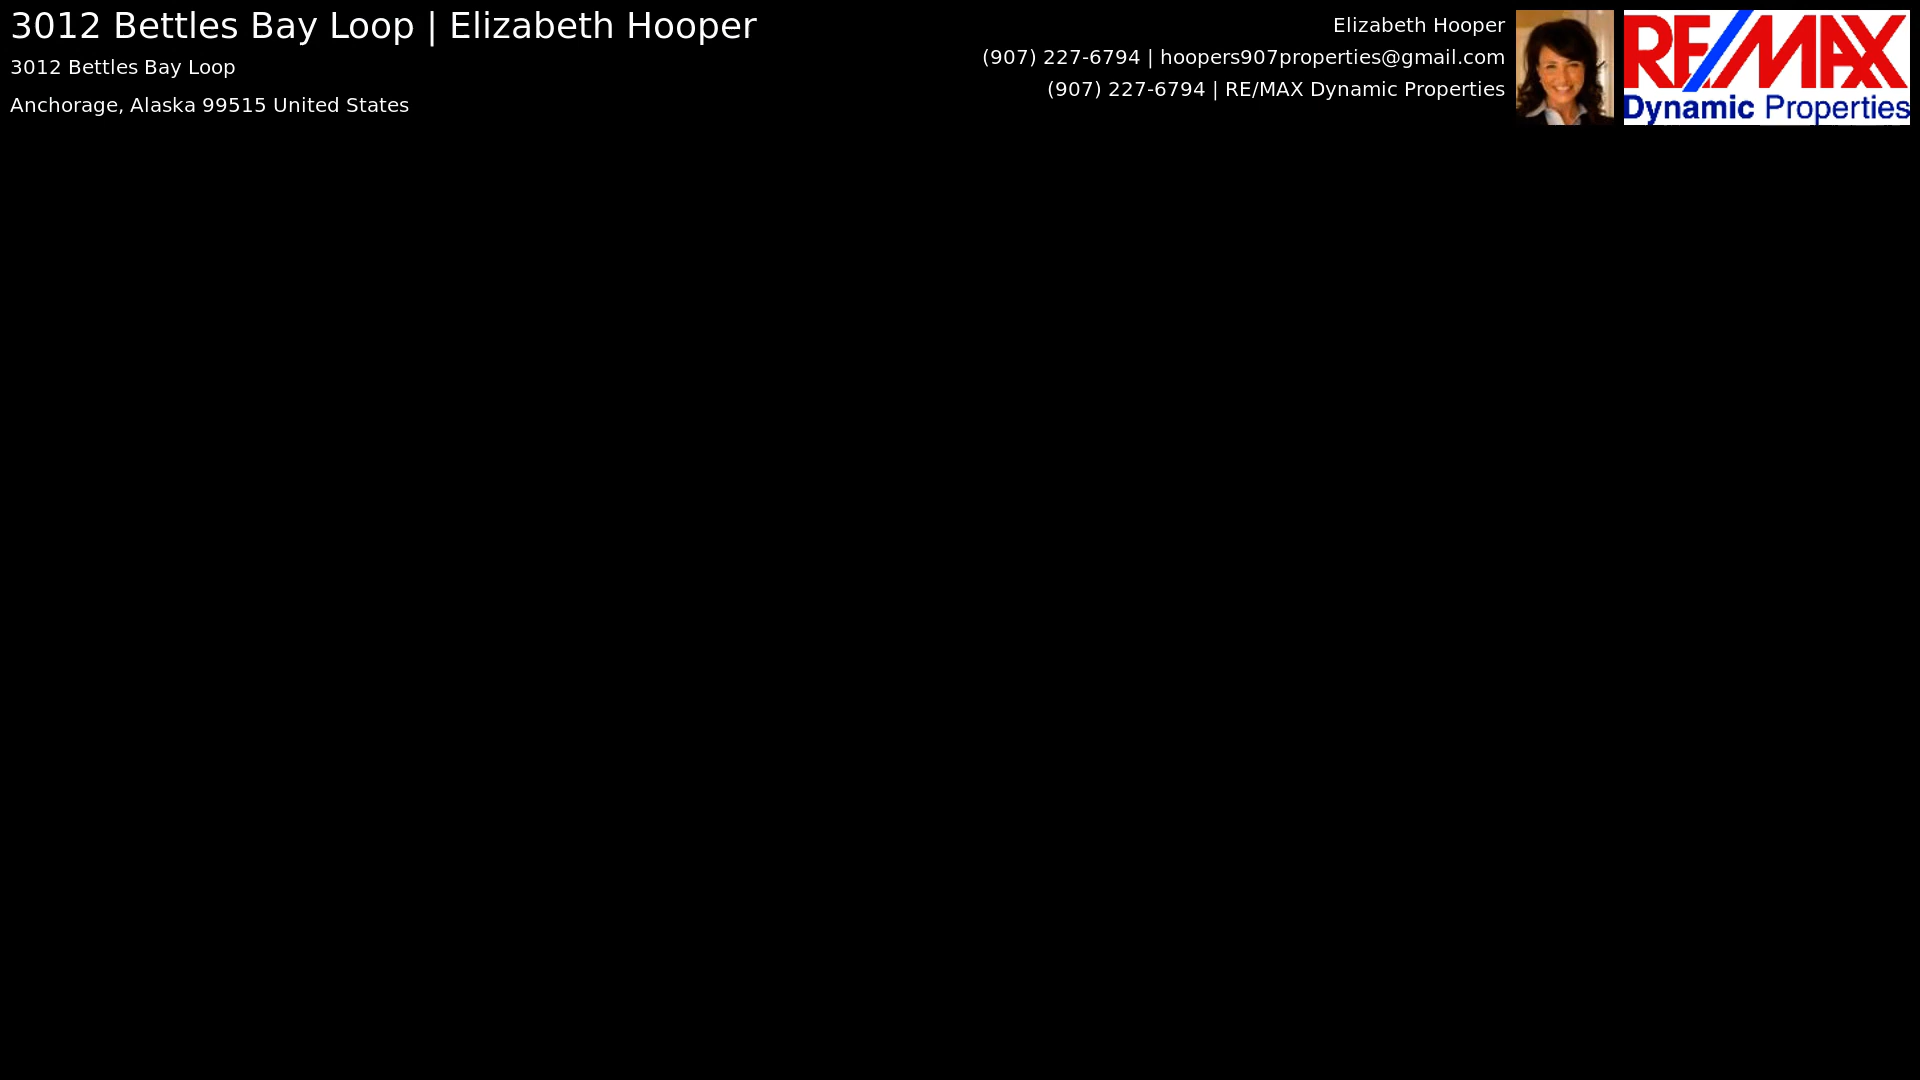 3012 Bettles Bay Loop | Elizabeth Hooper
3012 Bettles Bay Loop
Anchorage, Alaska 99515 United States
Elizabeth Hooper
(907) 227-6794 | hoopers907properties@gmail.com
(907) 227-6794 | RE/MAX Dynamic Properties
RE/MAX
Dynamic Properties